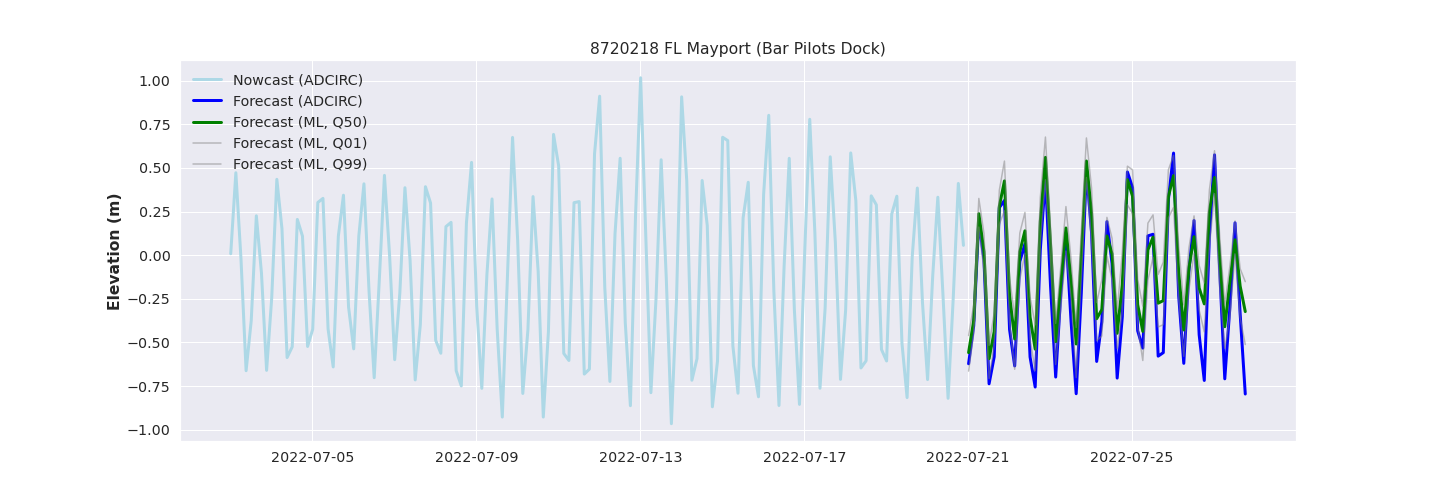 8720218 FL Mayport (Bar Pilots Dock)
Nowcast (ADCIRC)
Forecast (ADCIRC)
Forecast (ML, Q50)
Forecast (ML, Q01)
Forecast (ML, Q99)
Elevation (m)
1.00
0.75
0.50
0.25
0.00
−0.25
−0.50
−0.75
−1.00
2022-07-05
2022-07-09
2022-07-13
2022-07-17
2022-07-21
2022-07-25